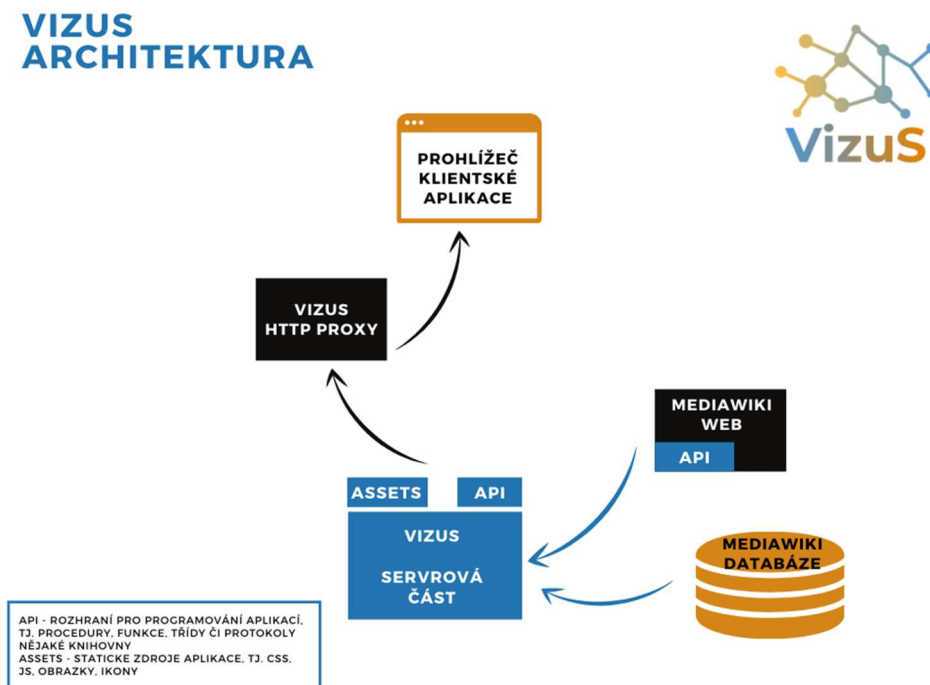 VIZUS
ARCHITEKTURA
VizuS
PROHLÍŽEČ
KLIENTSKÉ
APLIKACE
VIZUS
HTTP PROXY
MEDIAWIKI
WEB
API
ASSETS
API
VIZUS
SERVROVÁ
ČÁST
MEDIAWIKI
DATABÁZE
API - ROZHRANÍ PRO PROGRAMOVÁNÍ APLIKACÍ,
TJ. PROCEDURY, FUNKCE, TŘÍDY ČI PROTOKOLY
NĚJAKÉ KNIHOVNY
ASSETS - STATICKE ZDROJE APLIKACE, TJ. CSS,
JS, OBRAZKY, IKONY